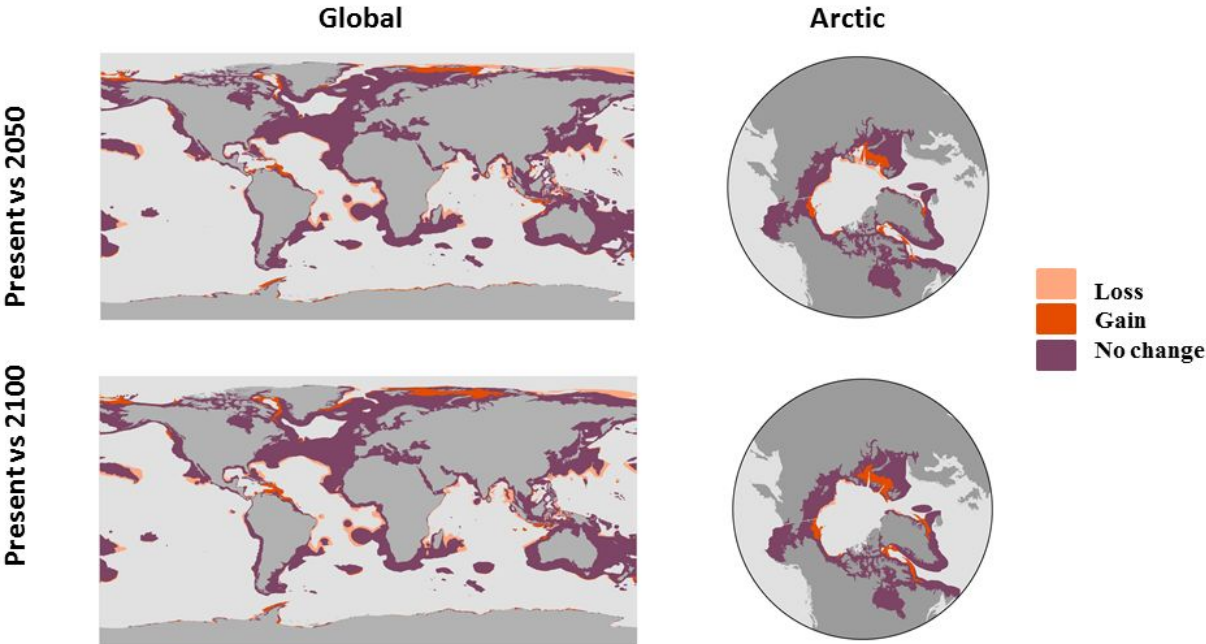 Global
Arctic
Present vs 2050
Loss
Gain
No change
Present vs 2100